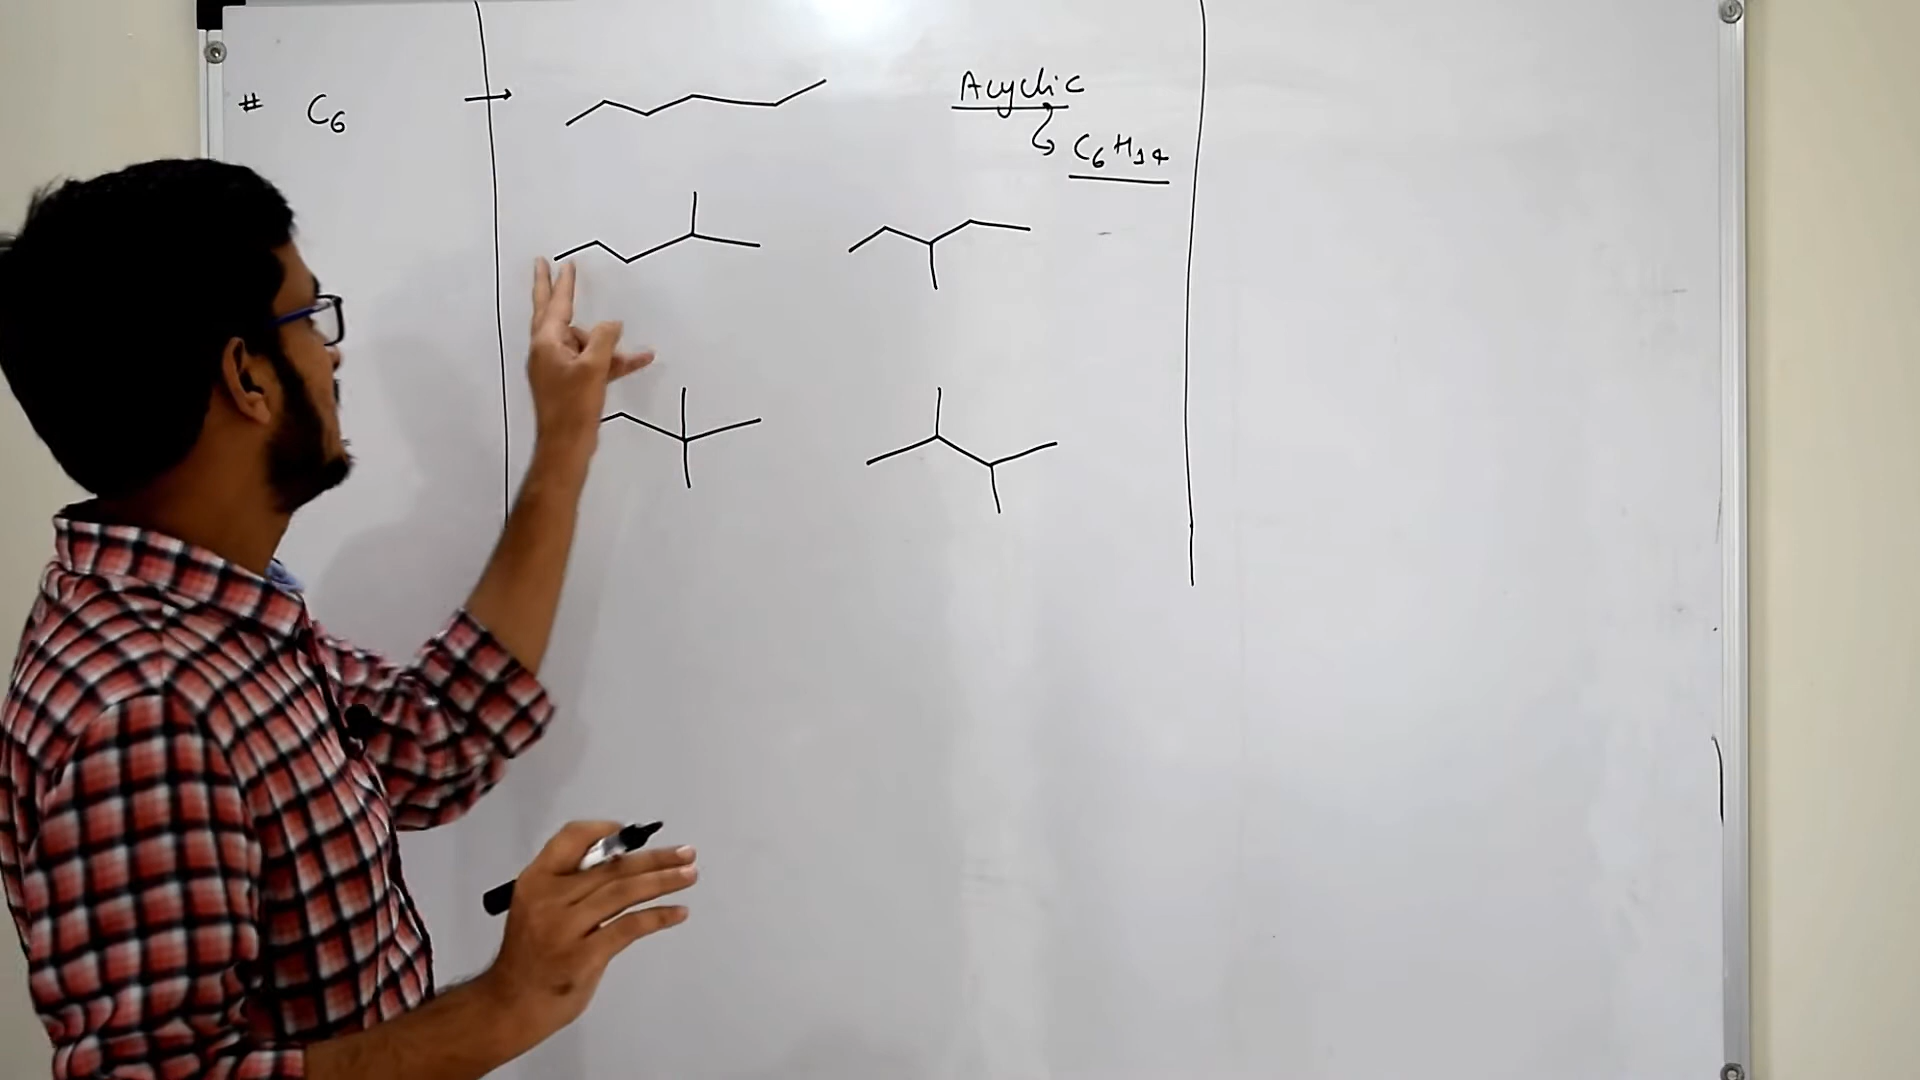 # C₆ → Acyclic
↳ C₆H₁₄